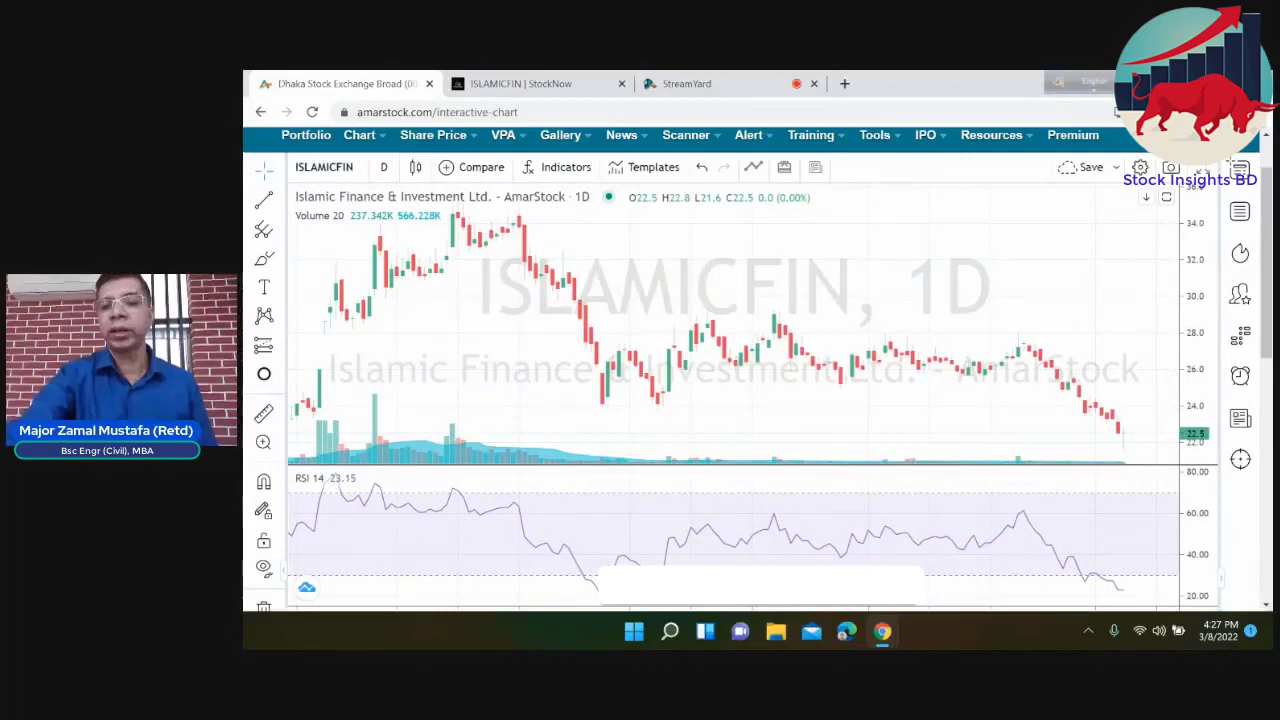 Dhaka Stock Exchange Broad (00
ISLAMICFIN | StockNow
StreamYard
English
amarstock.com/interactive-chart
Portfolio Chart Share Price VPA Gallery News Scanner Alert Training Tools IPO Resources Premium
Stock Insights BD
ISLAMICFIN D Compare Indicators Templates Save
Islamic Finance & Investment Ltd. - AmarStock · 1D O22.5 H22.8 L21.6 C22.5 0.0 (0.00%)
Volume 20 237.342K 566.228K
ISLAMICFIN, 1D
Islamic Finance & Investment Ltd. - AmarStock
34.0
32.0
30.0
28.0
26.0
24.0
22.5
22.0
RSI 14 23.15
80.00
60.00
40.00
20.00
Major Zamal Mustafa (Retd)
Bsc Engr (Civil), MBA
4:27 PM
3/8/2022
1